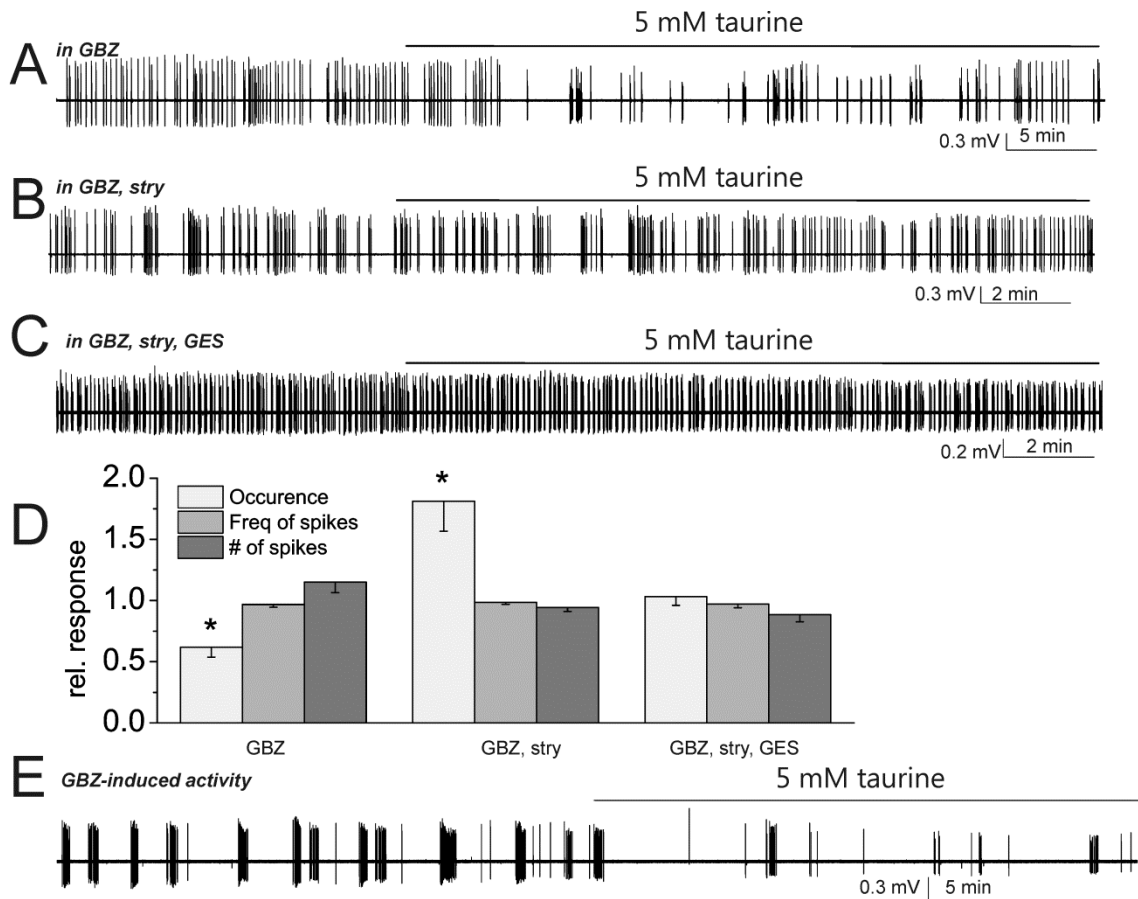 A
in GBZ
5 mM taurine
0.3 mV 5 min
B
in GBZ, stry
5 mM taurine
0.3 mV 2 min
C
in GBZ, stry, GES
5 mM taurine
0.2 mV 2 min
D
rel. response
2.0
1.5
1.0
0.5
0.0
Occurence
Freq of spikes
# of spikes
*
*
GBZ
GBZ, stry
GBZ, stry, GES
E
GBZ-induced activity
5 mM taurine
0.3 mV 5 min